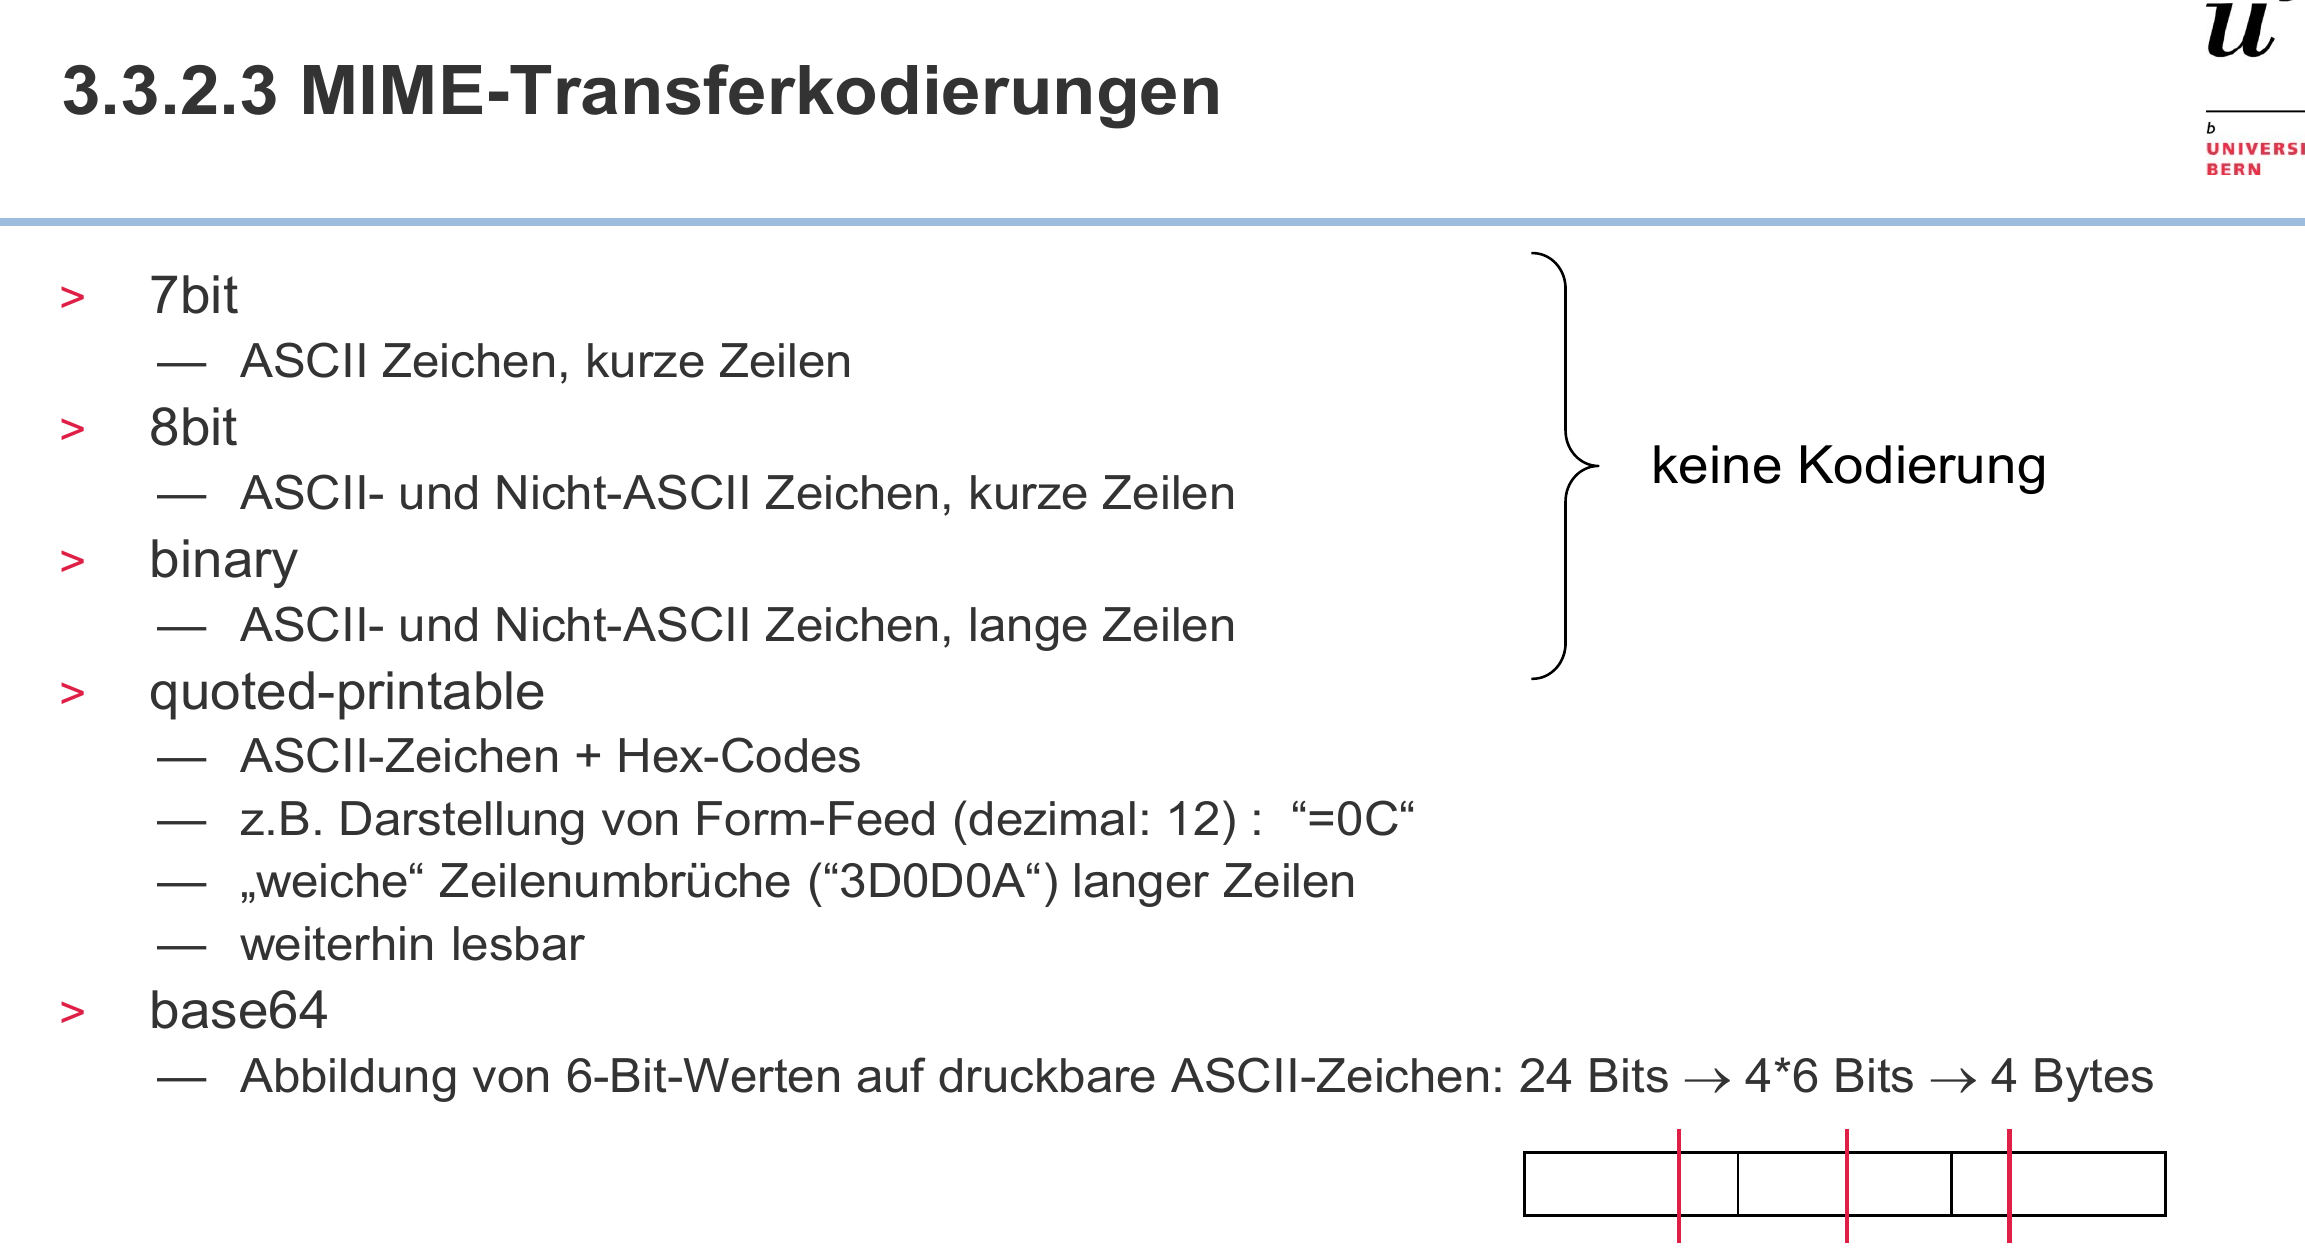 3.3.2.3 MIME-Transferkodierungen
u
b
UNIVERSI
BERN
> 7bit
— ASCII Zeichen, kurze Zeilen
> 8bit
— ASCII- und Nicht-ASCII Zeichen, kurze Zeilen
keine Kodierung
> binary
— ASCII- und Nicht-ASCII Zeichen, lange Zeilen
> quoted-printable
— ASCII-Zeichen + Hex-Codes
— z.B. Darstellung von Form-Feed (dezimal: 12) : “=0C“
— „weiche“ Zeilenumbrüche (“3D0D0A“) langer Zeilen
— weiterhin lesbar
> base64
— Abbildung von 6-Bit-Werten auf druckbare ASCII-Zeichen: 24 Bits → 4*6 Bits → 4 Bytes